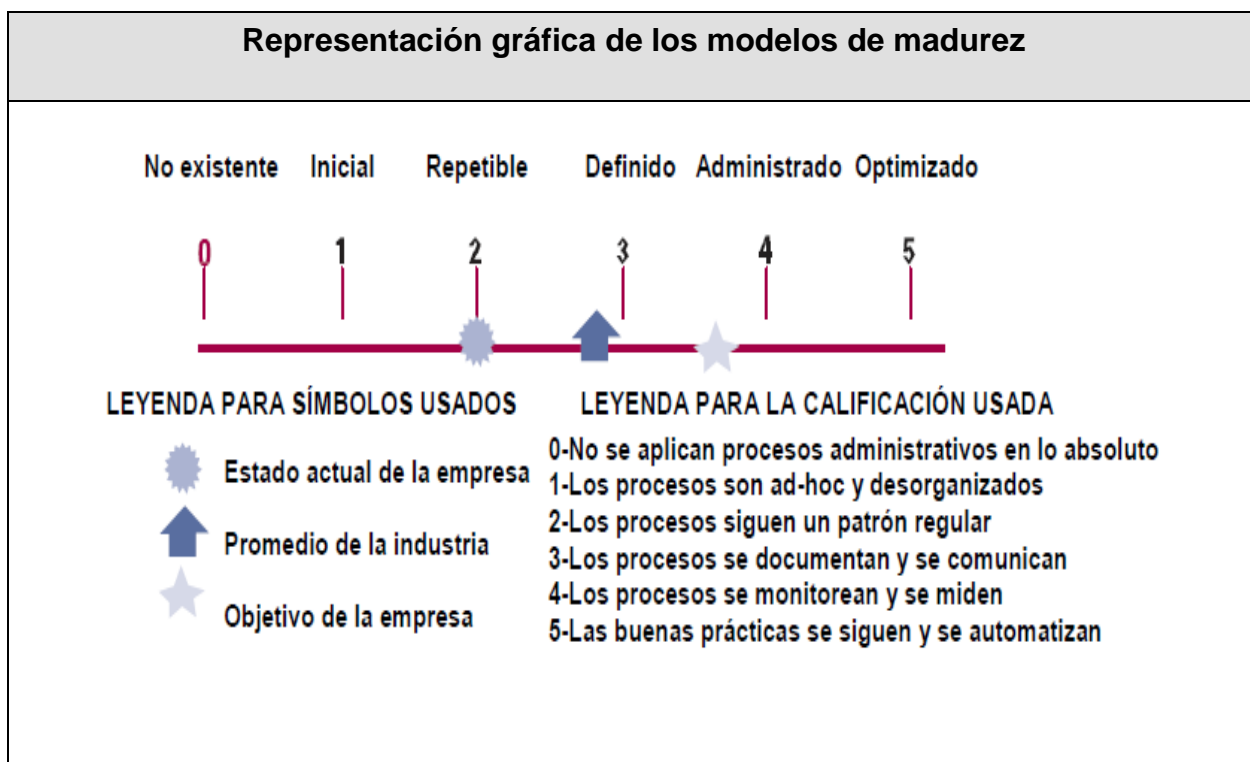 Representación gráfica de los modelos de madurez
No existente Inicial Repetible Definido Administrado Optimizado
0 1 2 3 4 5
LEYENDA PARA SÍMBOLOS USADOS
Estado actual de la empresa
Promedio de la industria
Objetivo de la empresa
LEYENDA PARA LA CALIFICACIÓN USADA
0-No se aplican procesos administrativos en lo absoluto
1-Los procesos son ad-hoc y desorganizados
2-Los procesos siguen un patrón regular
3-Los procesos se documentan y se comunican
4-Los procesos se monitorean y se miden
5-Las buenas prácticas se siguen y se automatizan